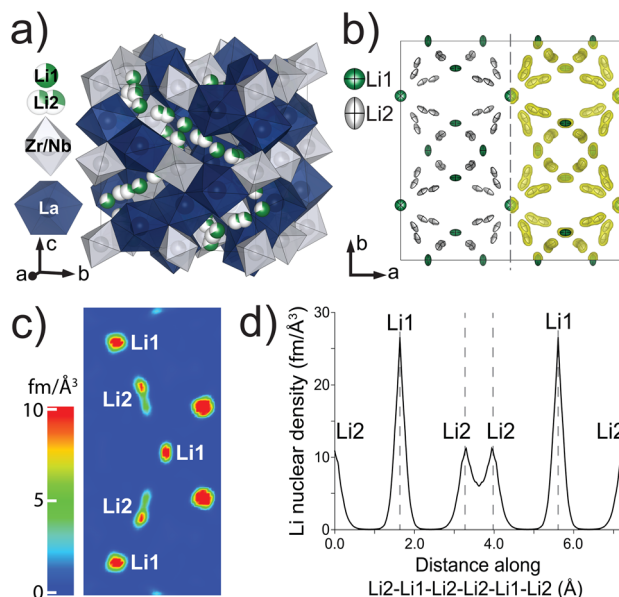 a)
Li1
Li2
Zr/Nb
La
c
a
b
b)
Li1
Li2
b
a
c)
fm/Å³
10
5
0
Li1
Li2
Li1
Li2
Li1
d)
Li nuclear density (fm/Å³)
30
20
10
0
Li2
Li1
Li2
Li2
Li1
Li2
0.0
2.0
4.0
6.0
Distance along
Li2-Li1-Li2-Li2-Li1-Li2 (Å)